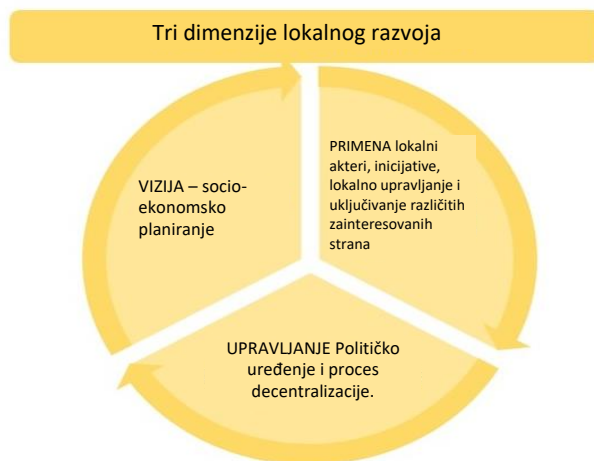 Tri dimenzije lokalnog razvoja
VIZIJA – socio-
ekonomsko
planiranje
PRIMENA lokalni
akteri, inicijative,
lokalno upravljanje i
uključivanje različitih
zainteresovanih
strana
UPRAVLJANJE Političko
uređenje i proces
decentralizacije.